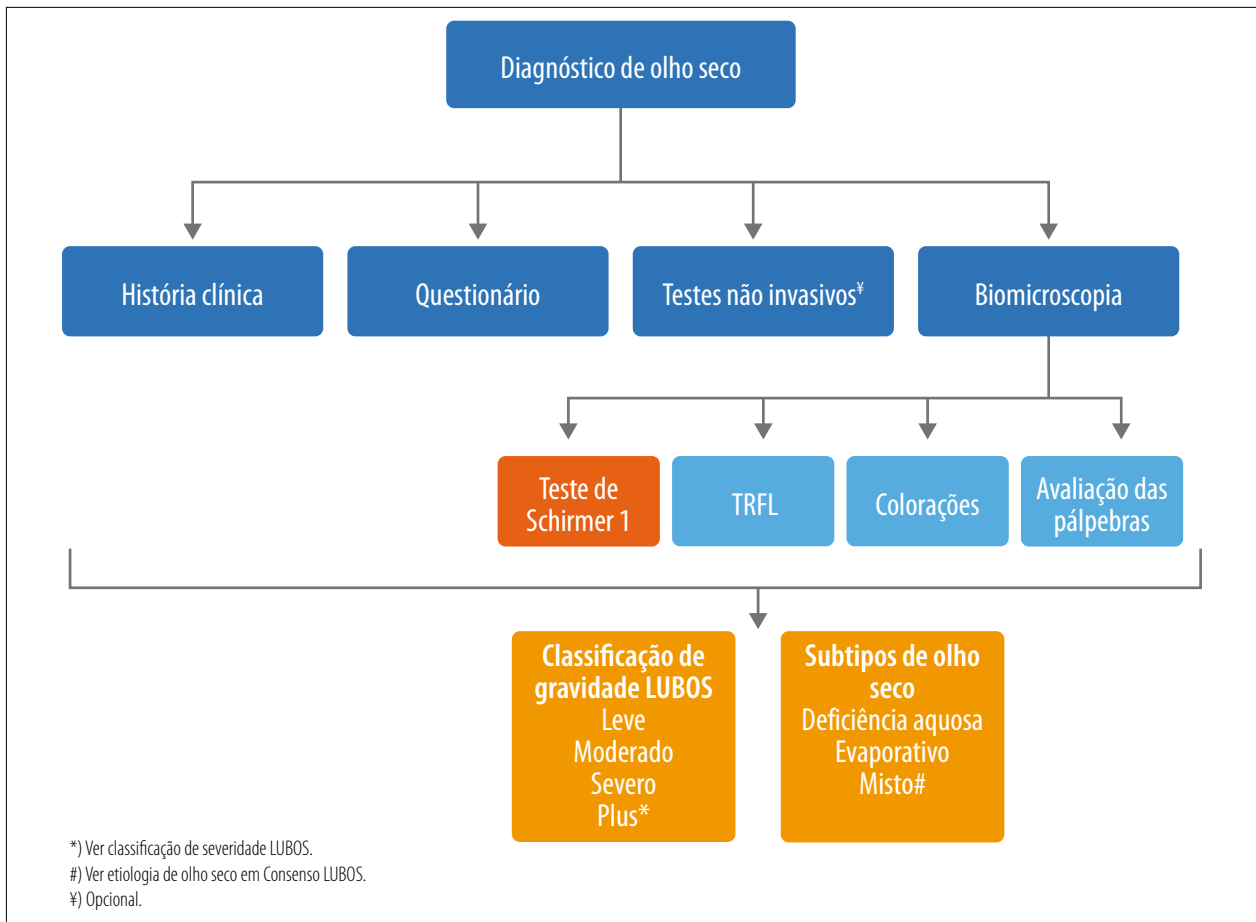 Diagnóstico de olho seco
História clínica
Questionário
Testes não invasivos¥
Biomicroscopia
Teste de
Schirmer 1
TRFL
Colorações
Avaliação das
pálpebras
Classificação de
gravidade LUBOS
Leve
Moderado
Severo
Plus*
Subtipos de olho
seco
Deficiência aquosa
Evaporativo
Misto#
*) Ver classificação de severidade LUBOS.
#) Ver etiologia de olho seco em Consenso LUBOS.
¥) Opcional.